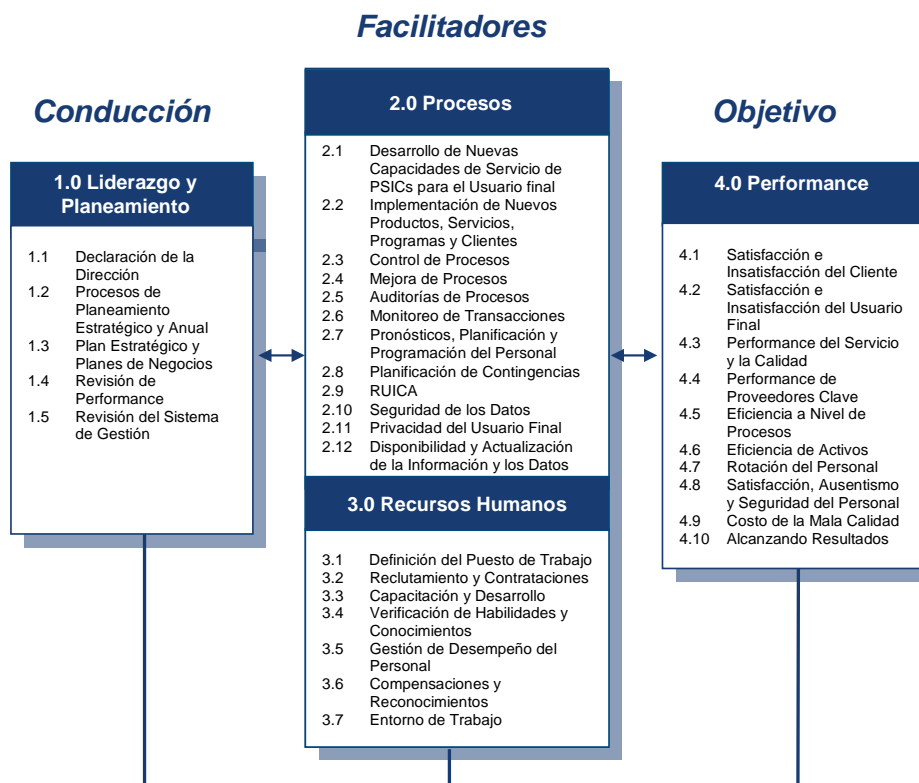 Facilitadores
Conducción
Objetivo
1.0 Liderazgo y
Planeamiento
1.1 Declaración de la
Dirección
1.2 Procesos de
Planeamiento
Estratégico y Anual
1.3 Plan Estratégico y
Planes de Negocios
1.4 Revisión de
Performance
1.5 Revisión del Sistema
de Gestión
2.0 Procesos
2.1 Desarrollo de Nuevas
Capacidades de Servicio de
PSICs para el Usuario final
2.2 Implementación de Nuevos
Productos, Servicios,
Programas y Clientes
2.3 Control de Procesos
2.4 Mejora de Procesos
2.5 Auditorías de Procesos
2.6 Monitoreo de Transacciones
2.7 Pronósticos, Planificación y
Programación del Personal
2.8 Planificación de Contingencias
2.9 RUICA
2.10 Seguridad de los Datos
2.11 Privacidad del Usuario Final
2.12 Disponibilidad y Actualización
de la Información y los Datos
3.0 Recursos Humanos
3.1 Definición del Puesto de Trabajo
3.2 Reclutamiento y Contrataciones
3.3 Capacitación y Desarrollo
3.4 Verificación de Habilidades y
Conocimientos
3.5 Gestión de Desempeño del
Personal
3.6 Compensaciones y
Reconocimientos
3.7 Entorno de Trabajo
4.0 Performance
4.1 Satisfacción e
Insatisfacción del Cliente
4.2 Satisfacción e
Insatisfacción del Usuario
Final
4.3 Performance del Servicio
y la Calidad
4.4 Performance de
Proveedores Clave
4.5 Eficiencia a Nivel de
Procesos
4.6 Eficiencia de Activos
4.7 Rotación del Personal
4.8 Satisfacción, Ausentismo
y Seguridad del Personal
4.9 Costo de la Mala Calidad
4.10 Alcanzando Resultados